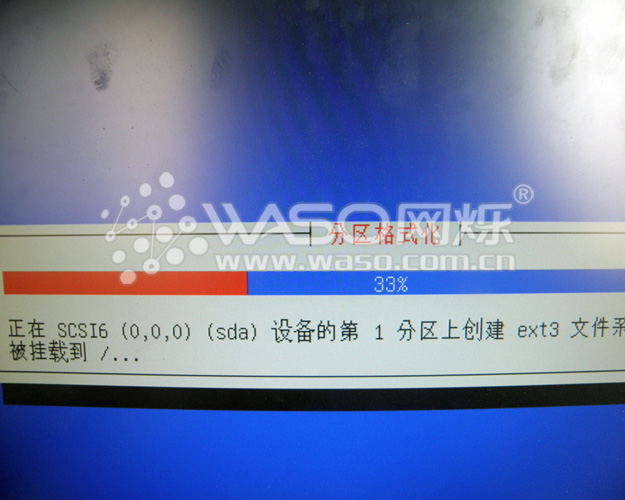 WASO网烁®
分区格式化
www.waso.com.cn
33%
正在 SCSI6 (0,0,0) (sda) 设备的第 1 分区上创建 ext3 文件系
被挂载到 /...